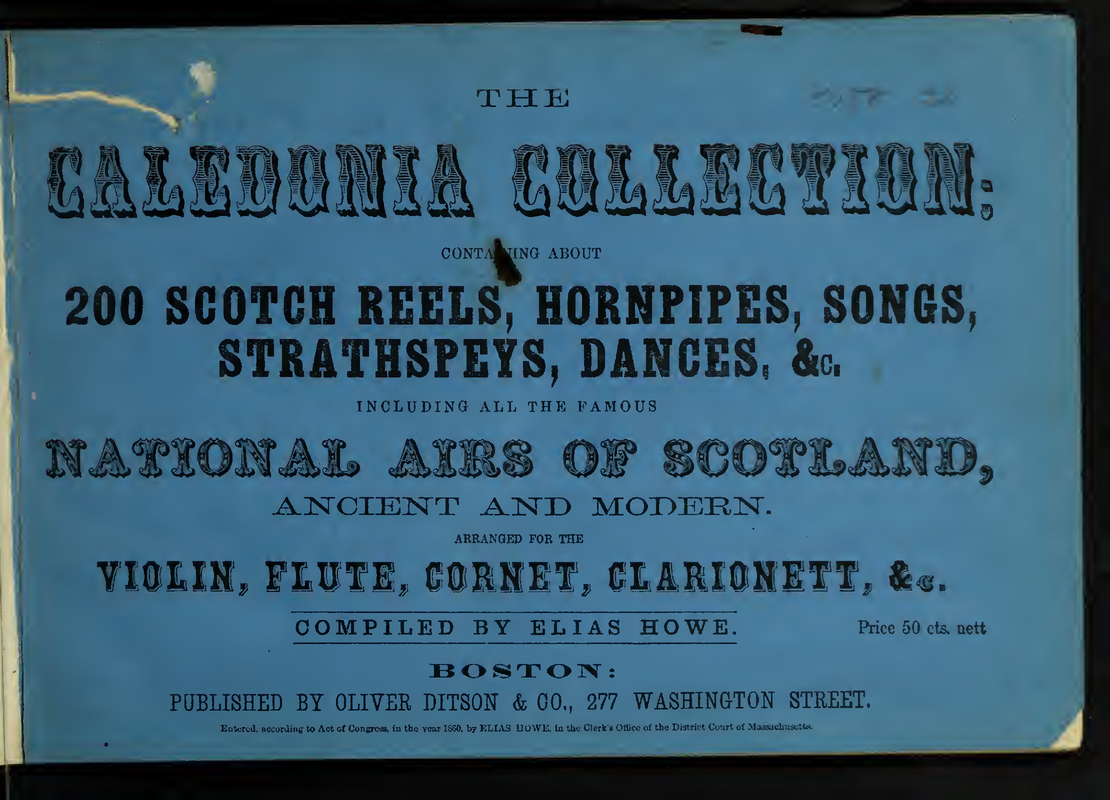 THE
CALEDONIA COLLECTION:
CONTAINING ABOUT
200 SCOTCH REELS, HORNPIPES, SONGS,
STRATHSPEYS, DANCES, &c.
INCLUDING ALL THE FAMOUS
NATIONAL AIRS OF SCOTLAND,
ANCIENT AND MODERN.
ARRANGED FOR THE
VIOLIN, FLUTE, CORNET, CLARIONETT, &c.
COMPILED BY ELIAS HOWE.
Price 50 cts. nett
BOSTON:
PUBLISHED BY OLIVER DITSON & CO., 277 WASHINGTON STREET.
Entered, according to Act of Congress, in the year 1860, by ELIAS HOWE, in the Clerk's Office of the District Court of Massachusetts.